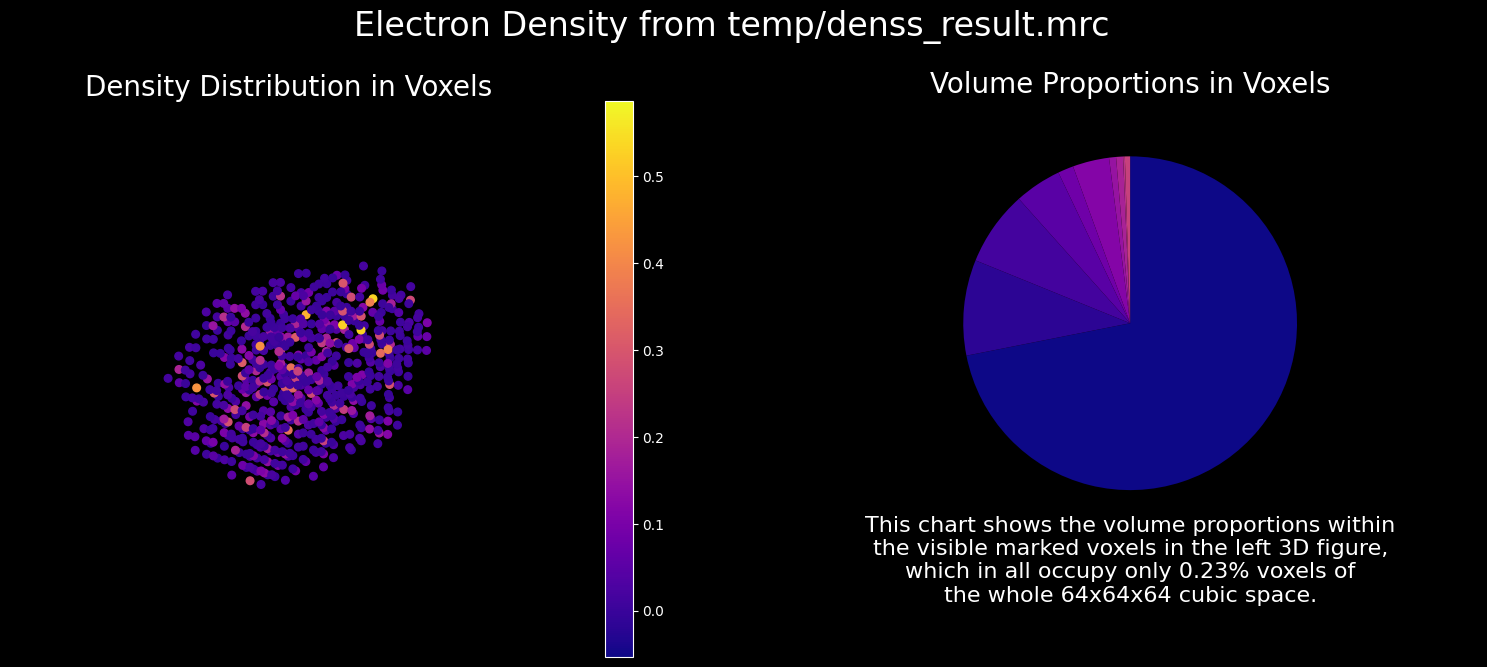 Electron Density from temp/denss_result.mrc
Density Distribution in Voxels
Volume Proportions in Voxels
0.5
0.4
0.3
0.2
0.1
0.0
This chart shows the volume proportions within
the visible marked voxels in the left 3D figure,
which in all occupy only 0.23% voxels of
the whole 64x64x64 cubic space.